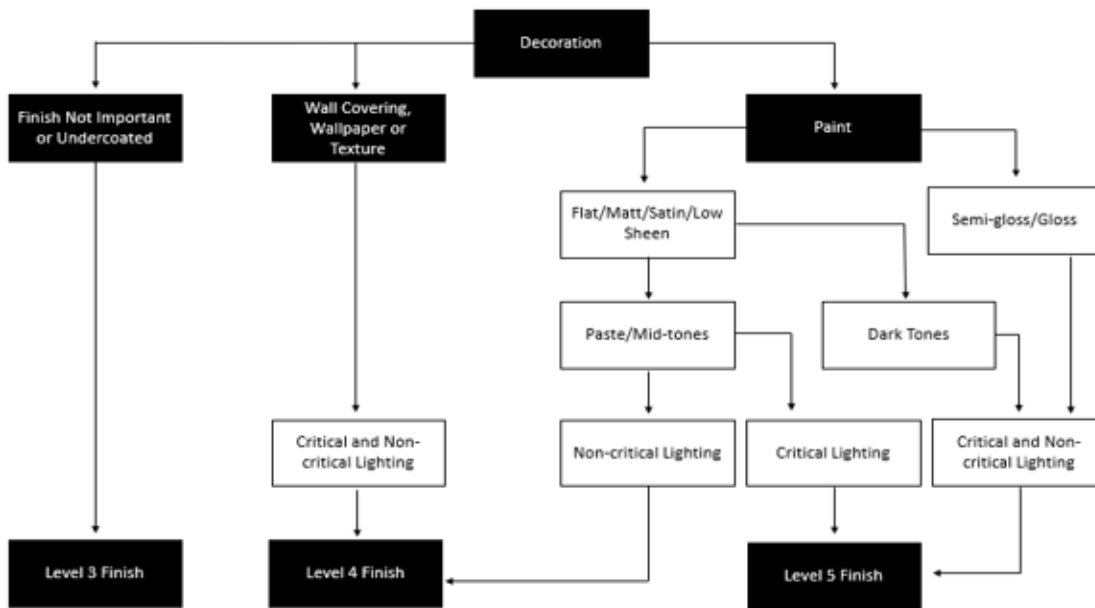 Decoration
Finish Not Important
or Undercoated
Wall Covering,
Wallpaper or
Texture
Paint
Flat/Matt/Satin/Low
Sheen
Semi-gloss/Gloss
Paste/Mid-tones
Dark Tones
Critical and Non-
critical Lighting
Non-critical Lighting
Critical Lighting
Critical and Non-
critical Lighting
Level 3 Finish
Level 4 Finish
Level 5 Finish